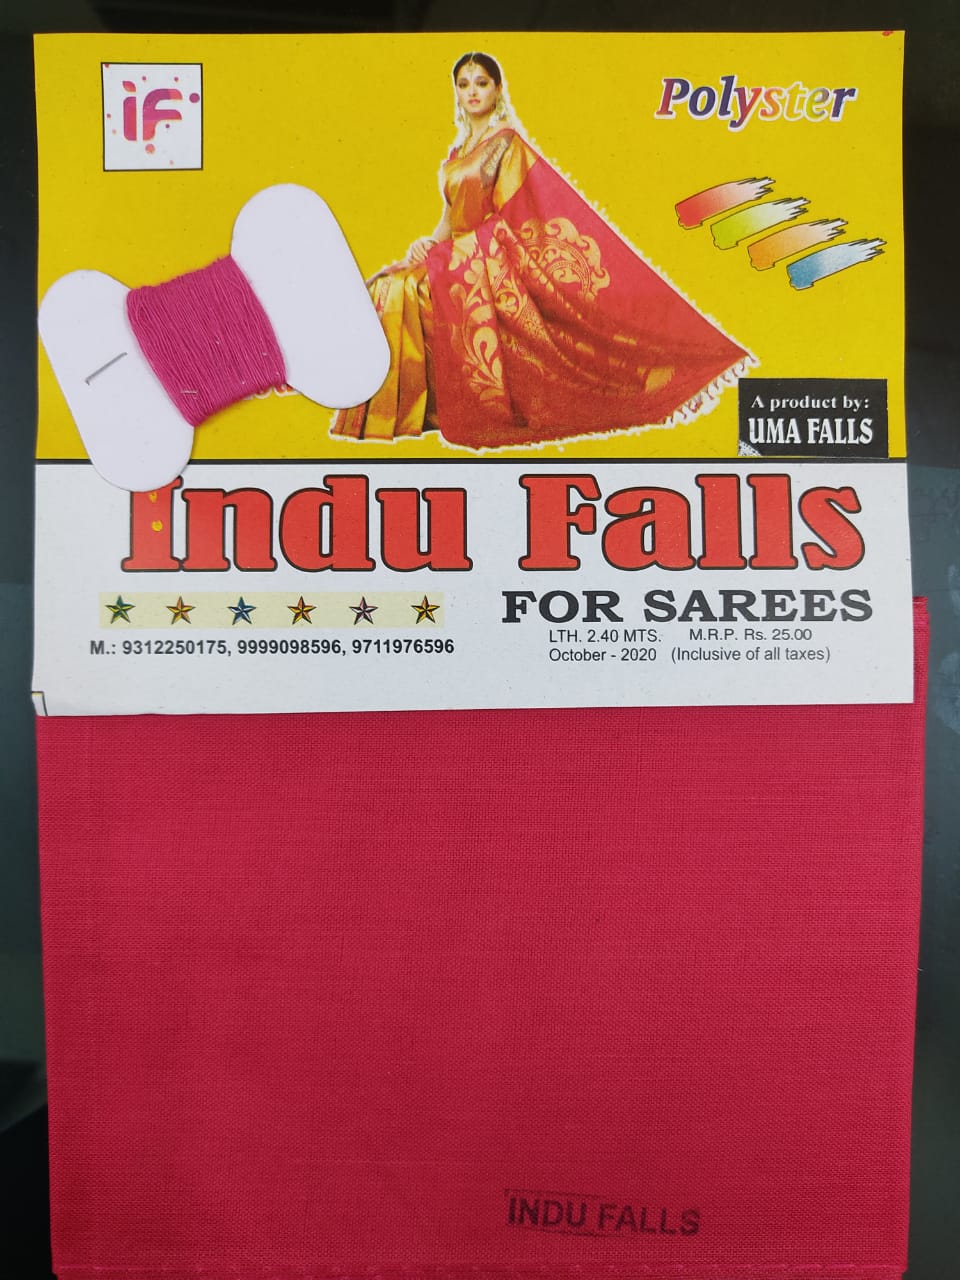 iF
Polyster
A product by:
UMA FALLS
Indu Falls
FOR SAREES
M.: 9312250175, 9999098596, 9711976596
LTH. 2.40 MTS. M.R.P. Rs. 25.00
October - 2020 (Inclusive of all taxes)
INDU FALLS